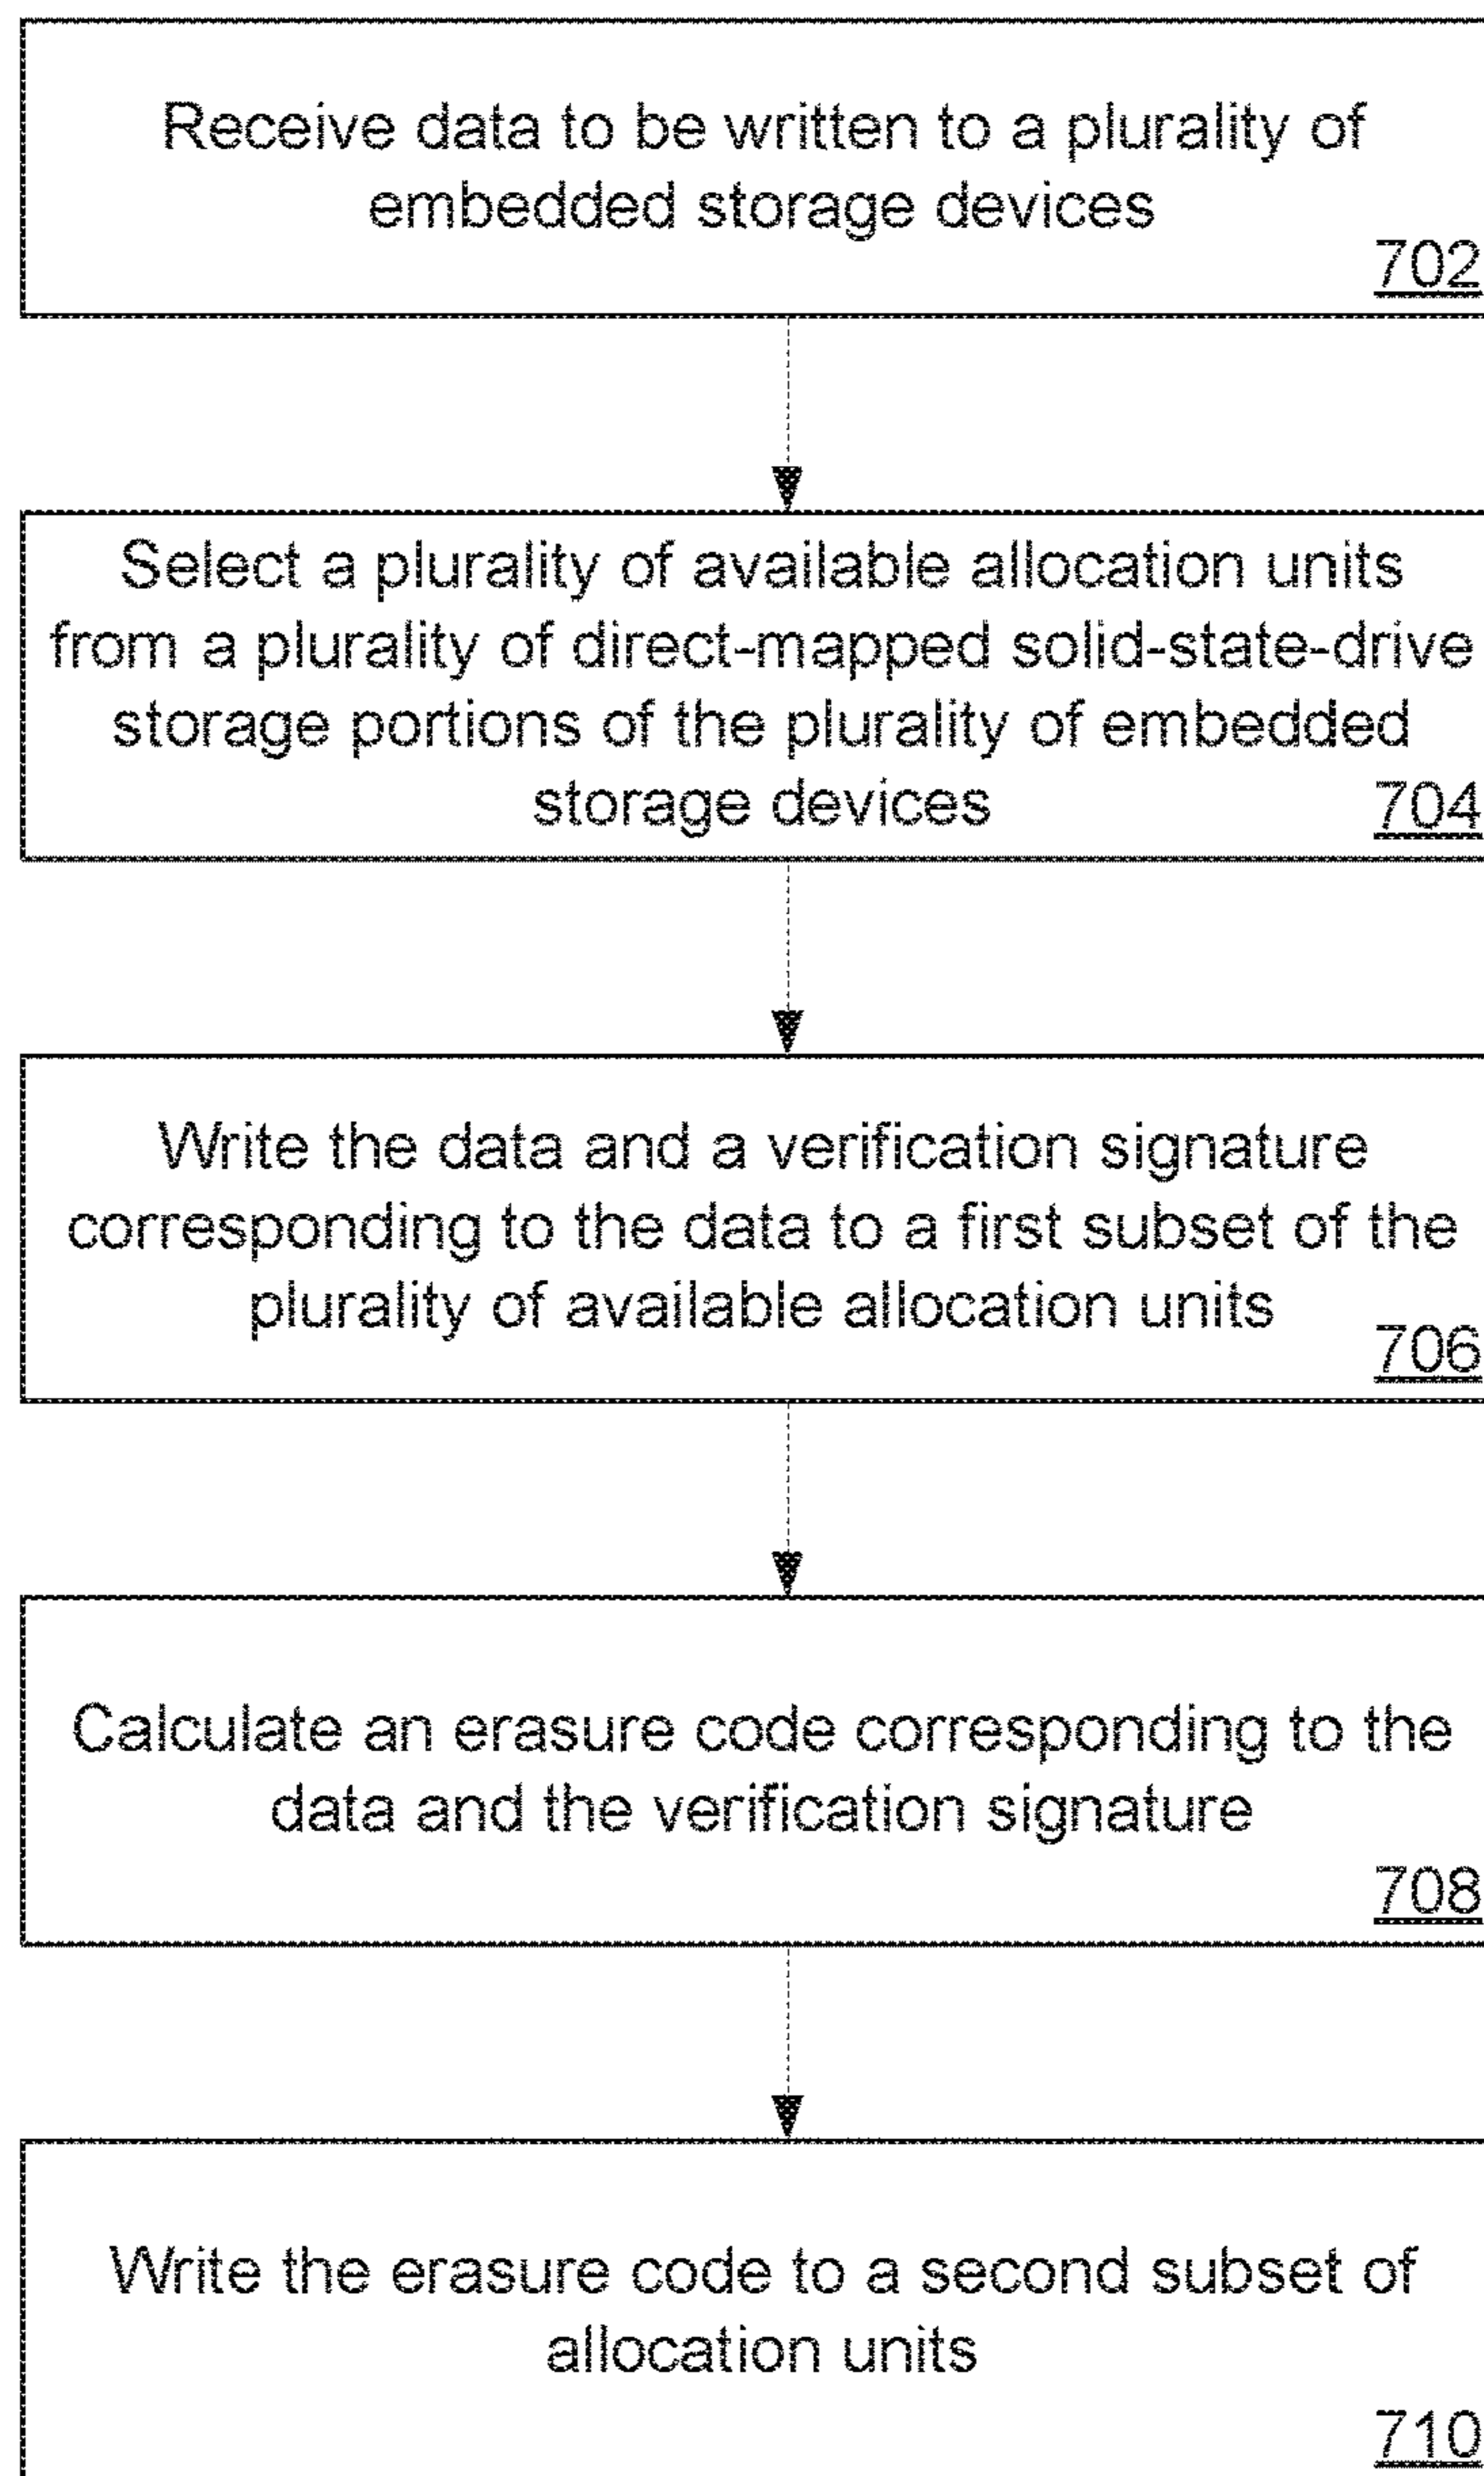 Receive data to be written to a plurality of
embedded storage devices
702
Select a plurality of available allocation units
from a plurality of direct-mapped solid-state-drive
storage portions of the plurality of embedded
storage devices
704
Write the data and a verification signature
corresponding to the data to a first subset of the
plurality of available allocation units
706
Calculate an erasure code corresponding to the
data and the verification signature
708
Write the erasure code to a second subset of
allocation units
710